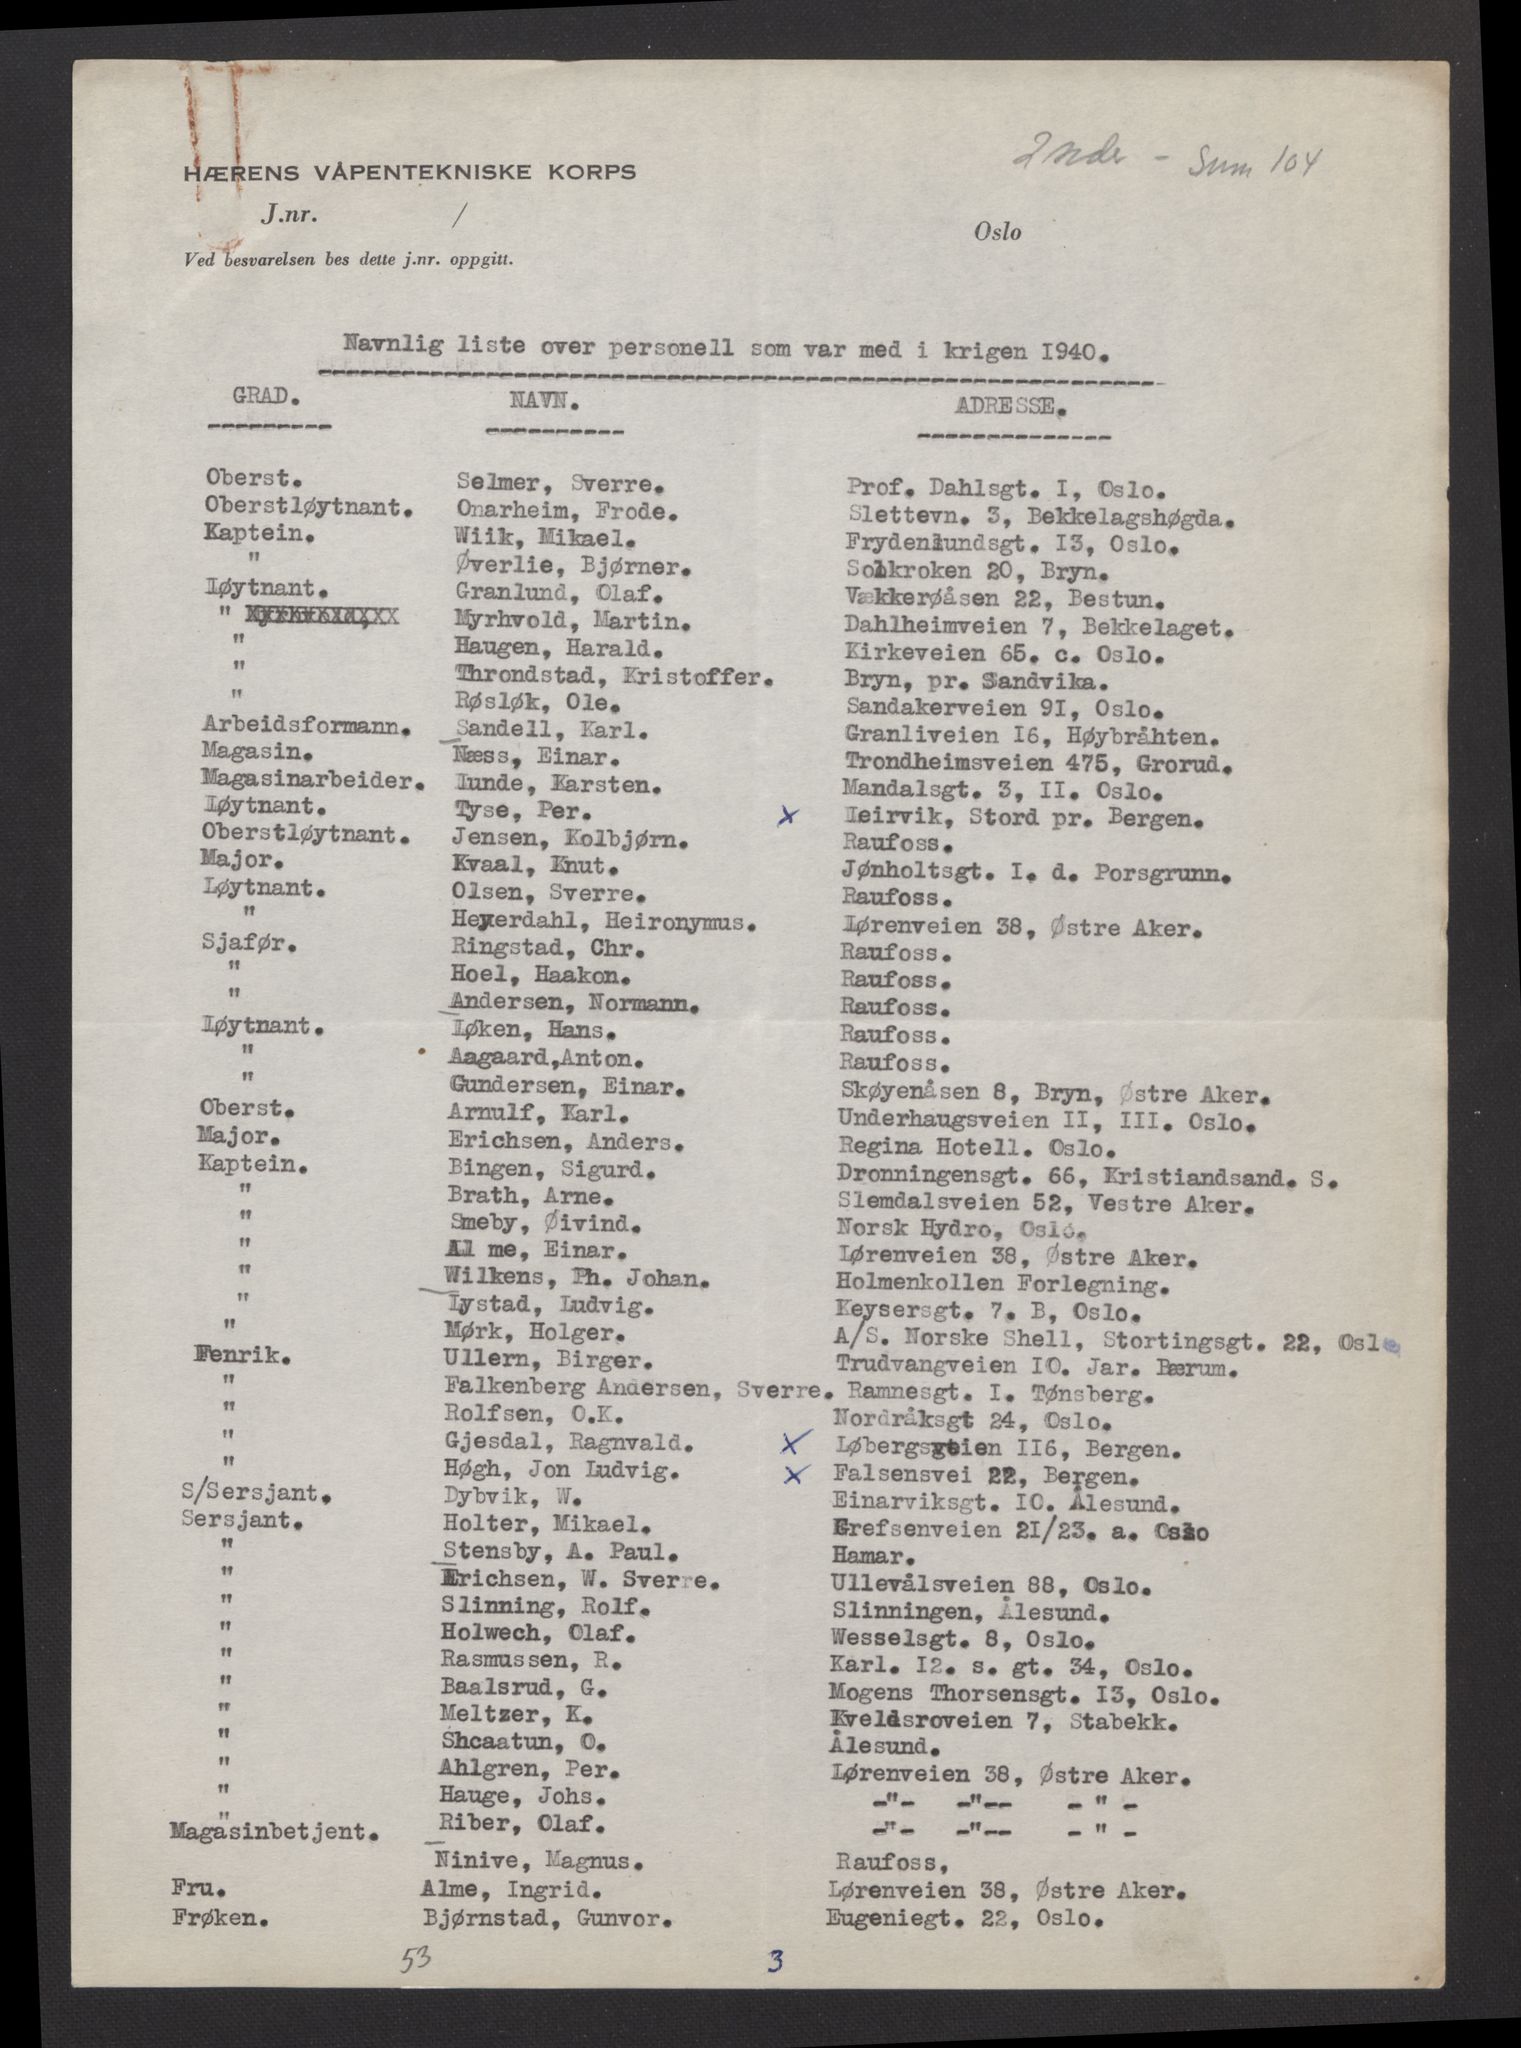 2 sider - Sum 104
HÆRENS VÅPENTEKNISKE KORPS
J.nr. /
Oslo
Ved besvarelsen bes dette j.nr. oppgitt.
Navnlig liste over personell som var med i krigen 1940.
GRAD. NAVN. ADRESSE.
Oberst. Selmer, Sverre. Prof. Dahlsgt. I, Oslo.
Oberstløytnant. Onarheim, Frode. Slettevn. 3, Bekkelagshøgda.
Kaptein. Wiik, Mikael. Frydenlundsgt. I3, Oslo.
" Øverlie, Bjørner. Solkroken 20, Bryn.
Løytnant. Granlund, Olaf. Vækkerøåsen 22, Bestun.
" Myrhvold, Martin. Dahlheimveien 7, Bekkelaget.
" Haugen, Harald. Kirkeveien 65. c. Oslo.
" Throndstad, Kristoffer. Bryn, pr. Sandvika.
" Røsløk, Ole. Sandakerveien 9I, Oslo.
Arbeidsformann. Sandell, Karl. Granliveien I6, Høybråhten.
Magasin. Næss, Einar. Trondheimsveien 475, Grorud.
Magasinarbeider. Lunde, Karsten. Mandalsgt. 3, II. Oslo.
Løytnant. Tyse, Per. x Leirvik, Stord pr. Bergen.
Oberstløytnant. Jensen, Kolbjørn. Raufoss.
Major. Kvaal, Knut. Jønholtsgt. I. d. Porsgrunn.
Løytnant. Olsen, Sverre. Raufoss.
" Heyerdahl, Heironymus. Lørenveien 38, Østre Aker.
Sjafør. Ringstad, Chr. Raufoss.
" Hoel, Haakon. Raufoss.
" Andersen, Normann. Raufoss.
Løytnant. Løken, Hans. Raufoss.
" Aagaard,Anton. Raufoss.
" Gundersen, Einar. Skøyenåsen 8, Bryn, Østre Aker.
Oberst. Arnulf, Karl. Underhaugsveien II, III. Oslo.
Major. Erichsen, Anders. Regina Hotell. Oslo.
Kaptein. Bingen, Sigurd. Dronningensgt. 66, Kristiandsand. S.
" Brath, Arne. Slemdalsveien 52, Vestre Aker.
" Smeby, Øivind. Norsk Hydro, Oslo.
" Al me, Einar. Lørenveien 38, Østre Aker.
" Wilkens, Ph. Johan. Holmenkollen Forlegning.
" Lystad, Ludvig. Keysersgt. 7. B, Oslo.
" Mørk, Holger. A/S. Norske Shell, Stortingsgt. 22, Oslo
Fenrik. Ullern, Birger. Trudvangveien IO. Jar. Bærum.
" Falkenberg Andersen, Sverre. Ramnesgt. I. Tønsberg.
" Rolfsen, O.K. Nordråksgt 24, Oslo.
" Gjesdal, Ragnvald. x Løbergsveien II6, Bergen.
" Høgh, Jon Ludvig. x Falsensvei 22, Bergen.
S/Sersjant. Dybvik, W. Einarviksgt. IO. Ålesund.
Sersjant. Holter, Mikael. Grefsenveien 2I/23. a. Oslo
" Stensby, A. Paul. Hamar.
" Erichsen, W. Sverre. Ullevålsveien 88, Oslo.
" Slinning, Rolf. Slinningen, Ålesund.
" Holwech, Olaf. Wesselsgt. 8, Oslo.
" Rasmussen, R. Karl. I2. s. gt. 34, Oslo.
" Baalsrud, G. Mogens Thorsensgt. I3, Oslo.
" Meltzer, K. Kveldsroveien 7, Stabekk.
" Shcaatun, O. Ålesund.
" Ahlgren, Per. Lørenveien 38, Østre Aker.
" Hauge, Johs. -"- -"-- - " -
" Riber, Olaf. -"- -"-- - " -
Magasinbetjent. Ninive, Magnus. Raufoss,
Fru. Alme, Ingrid. Lørenveien 38, Østre Aker.
Frøken. Bjørnstad, Gunvor. Eugeniegt. 22, Oslo.
53 3